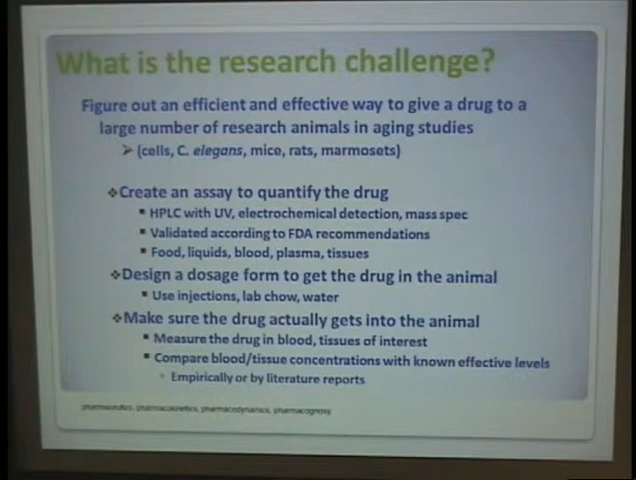 What is the research challenge?
Figure out an efficient and effective way to give a drug to a
large number of research animals in aging studies
➢ (cells, C. elegans, mice, rats, marmosets)
❖Create an assay to quantify the drug
▪ HPLC with UV, electrochemical detection, mass spec
▪ Validated according to FDA recommendations
▪ Food, liquids, blood, plasma, tissues
❖Design a dosage form to get the drug in the animal
▪ Use injections, lab chow, water
❖Make sure the drug actually gets into the animal
▪ Measure the drug in blood, tissues of interest
▪ Compare blood/tissue concentrations with known effective levels
▫ Empirically or by literature reports
pharmaceutics, pharmacokinetics, pharmacodynamics, pharmacognosy